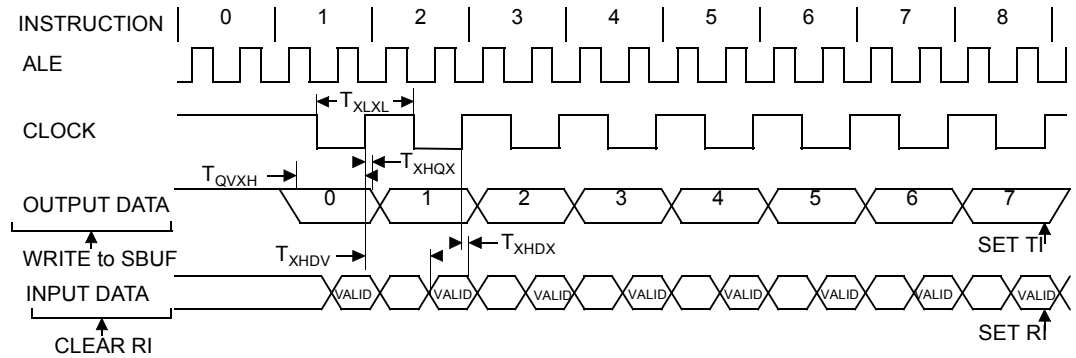 INSTRUCTION 0 1 2 3 4 5 6 7 8
ALE
T_XLXL
CLOCK
T_XHQX
T_QVXH
OUTPUT DATA 0 1 2 3 4 5 6 7
WRITE to SBUF
T_XHDV
T_XHDX
SET TI
INPUT DATA VALID VALID VALID VALID VALID VALID VALID VALID
CLEAR RI
SET RI